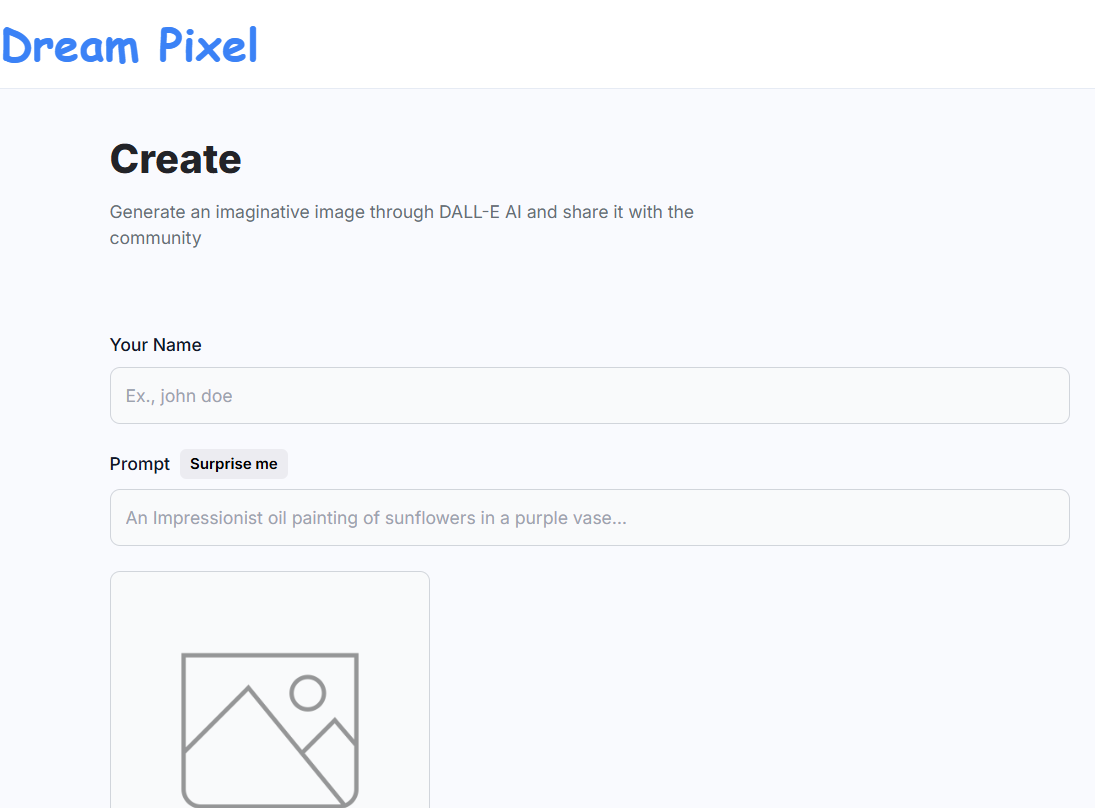 Dream Pixel
Create
Generate an imaginative image through DALL-E AI and share it with the
community
Your Name
Ex., john doe
Prompt Surprise me
An Impressionist oil painting of sunflowers in a purple vase...